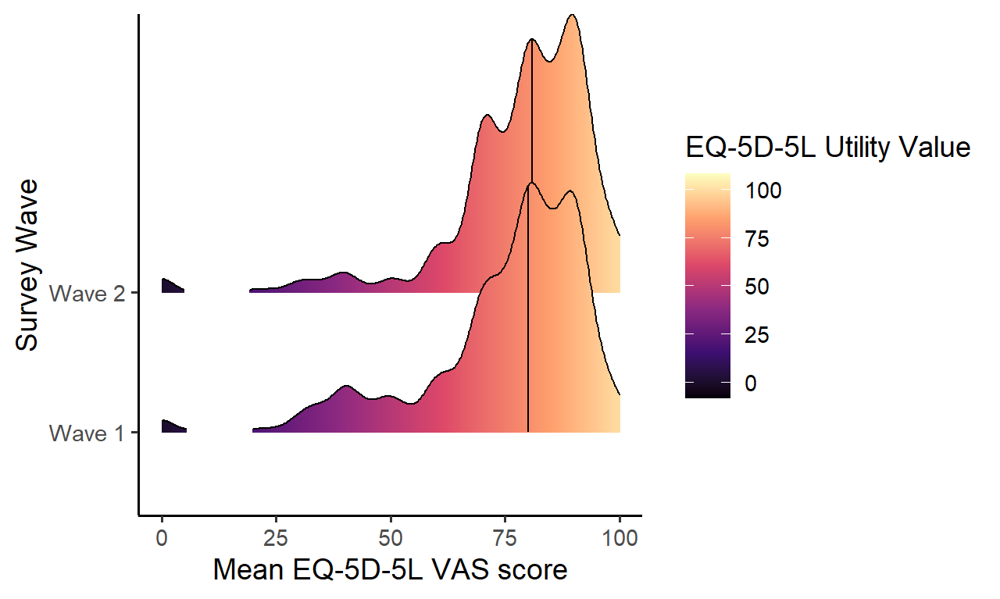 Survey Wave
Wave 2
Wave 1
0 25 50 75 100
Mean EQ-5D-5L VAS score
EQ-5D-5L Utility Value
100
75
50
25
0